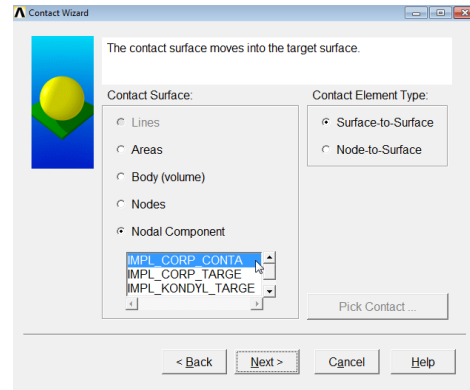 Contact Wizard
The contact surface moves into the target surface.
Contact Surface:
Contact Element Type:
Lines
Surface-to-Surface
Areas
Node-to-Surface
Body (volume)
Nodes
Nodal Component
IMPL_CORP_CONTA
IMPL_CORP_TARGE
IMPL_KONDYL_TARGE
Pick Contact ...
< Back
Next >
Cancel
Help